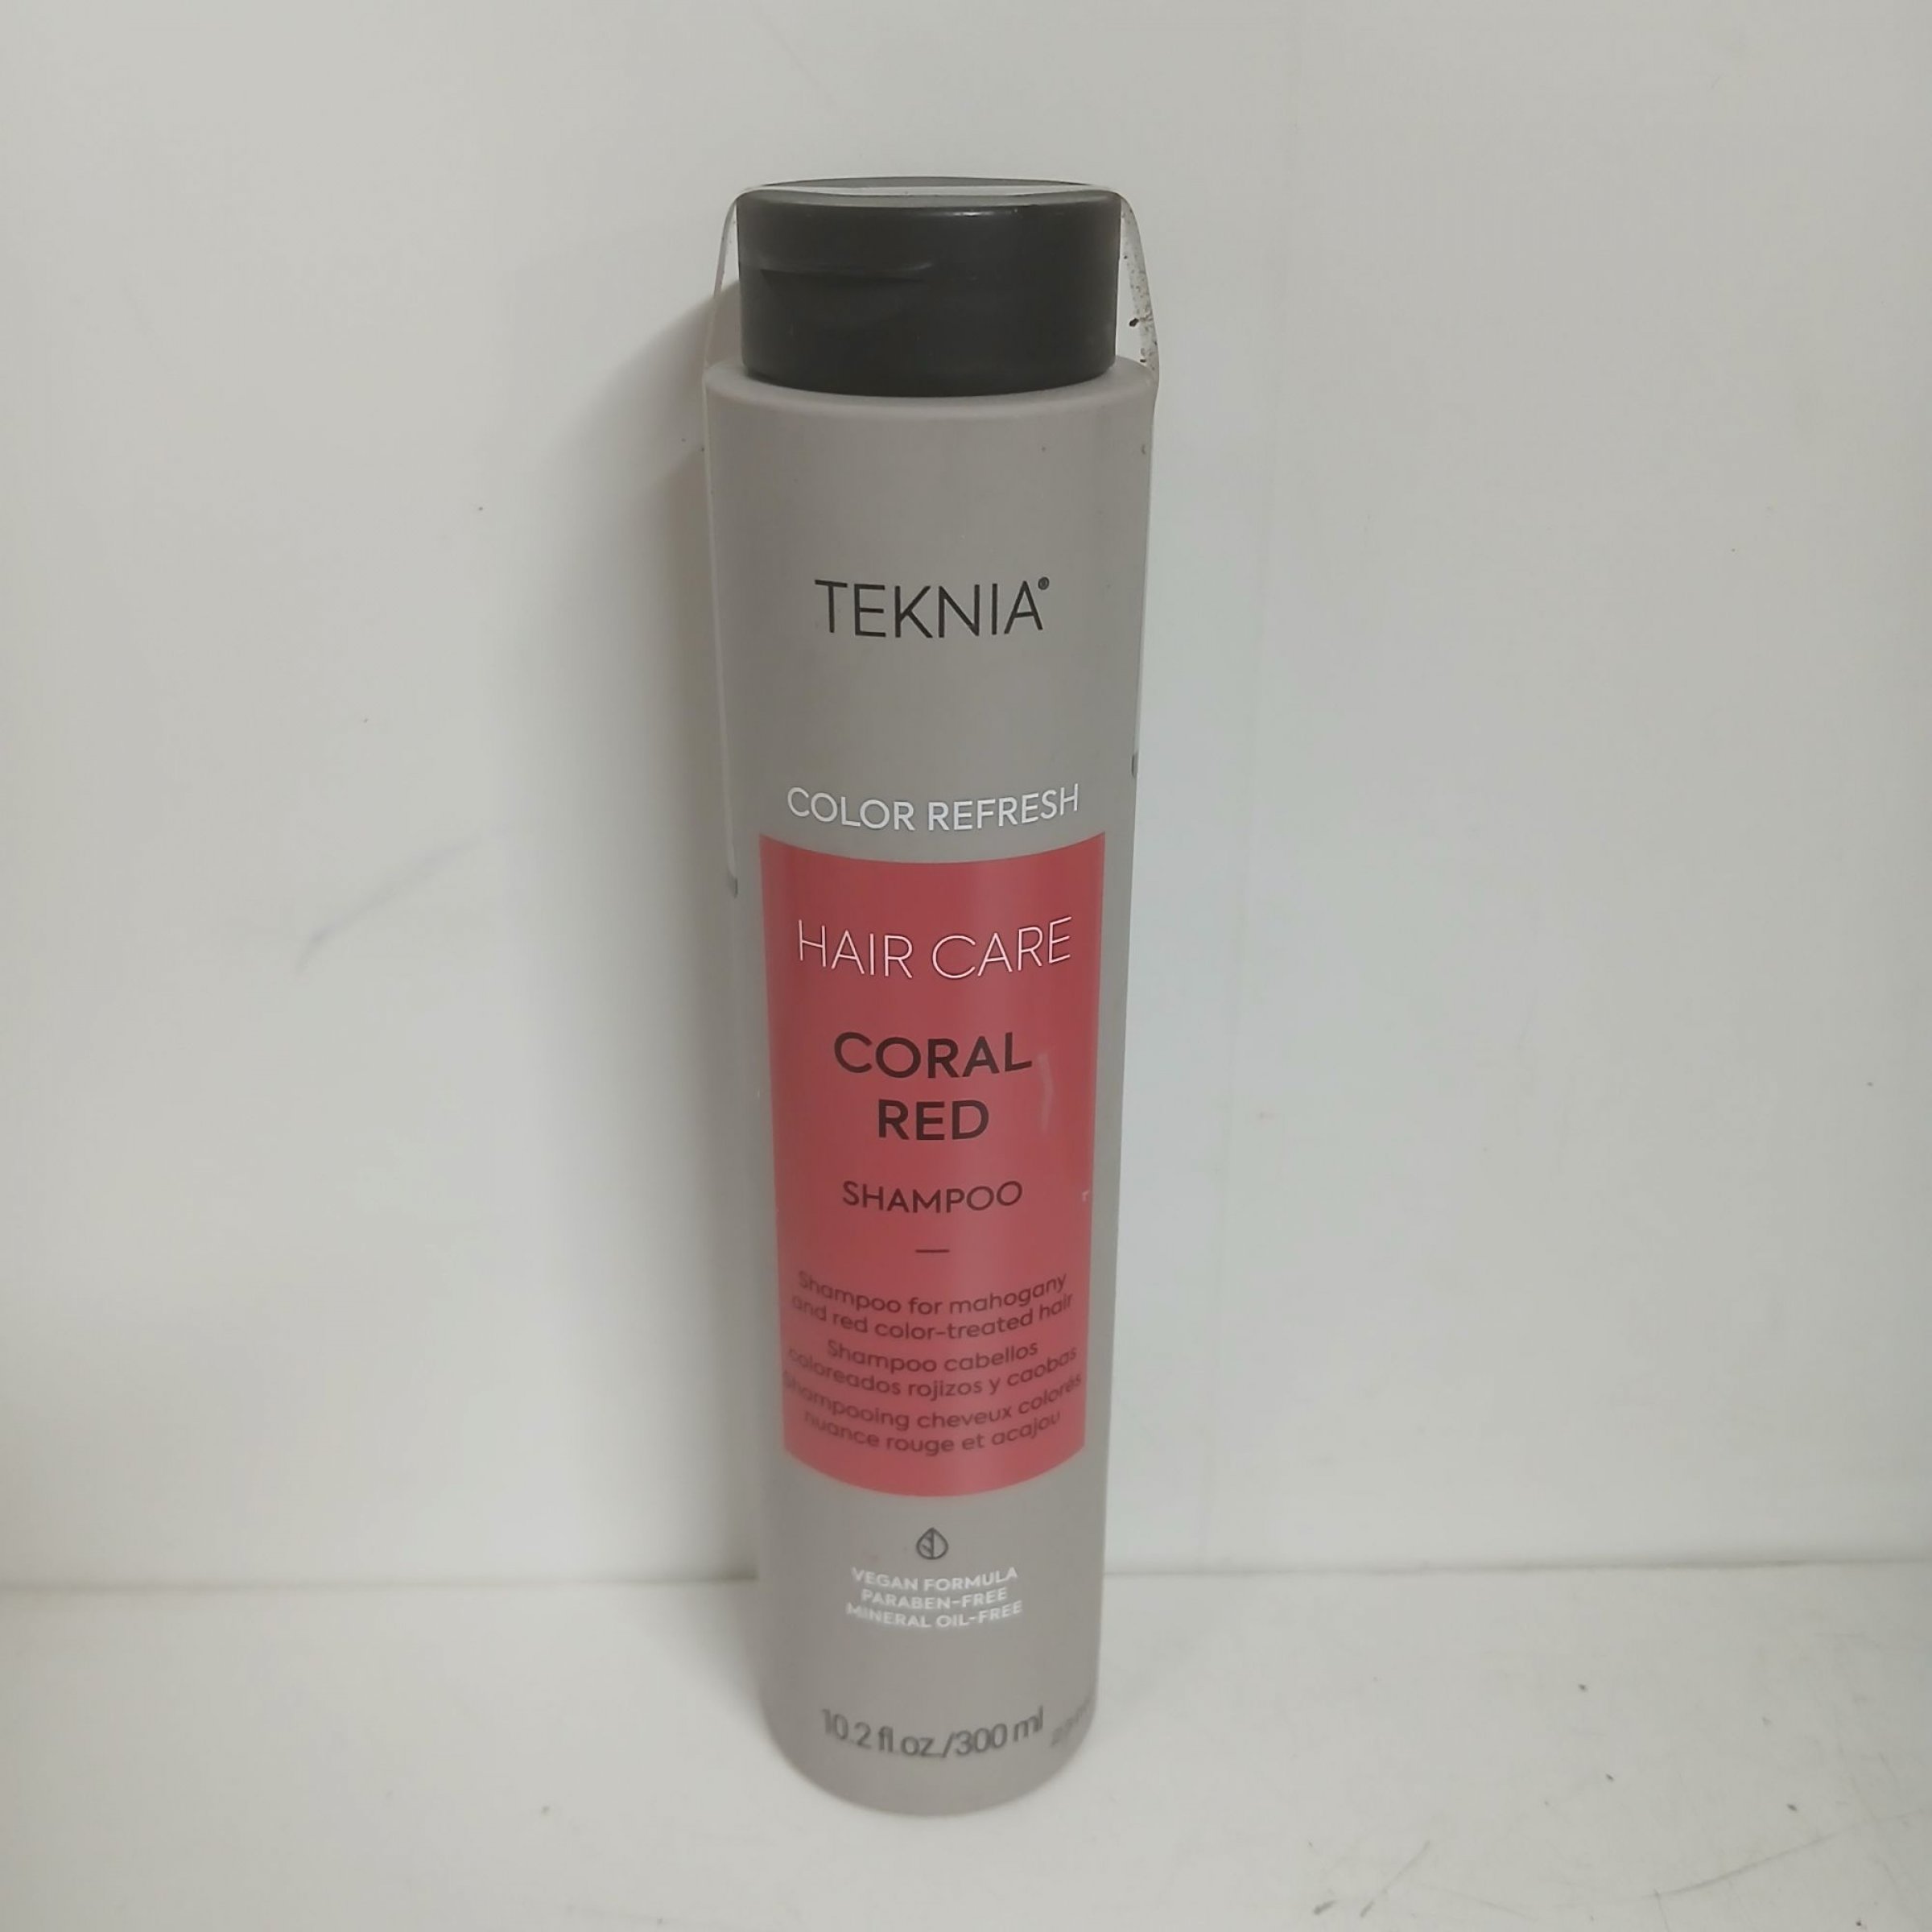 TEKNIA®
COLOR REFRESH
HAIR CARE
CORAL
RED
SHAMPOO
Shampoo for mahogany
and red color-treated hair
Shampoo cabellos
coloreados rojizos y caobas
Shampooing cheveux colorés
nuance rouge et acajou
VEGAN FORMULA
PARABEN-FREE
MINERAL OIL-FREE
10.2 fl.oz./300 ml